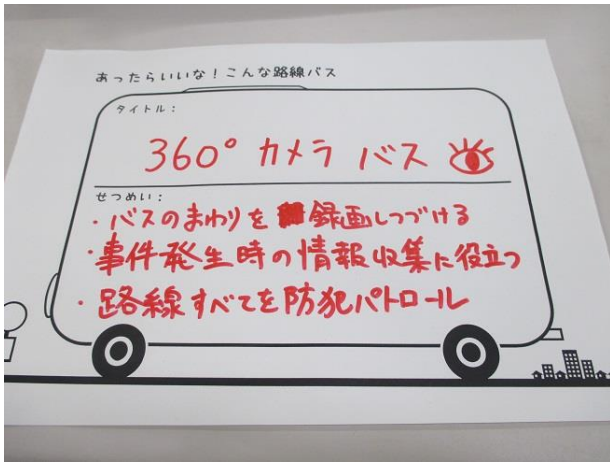 あったらいいな！こんな路線バス
タイトル：
360° カメラ バス
せつめい：
・バスのまわりを 録画しつづける
・事件発生時の情報収集に役立つ
・路線すべてを防犯パトロール